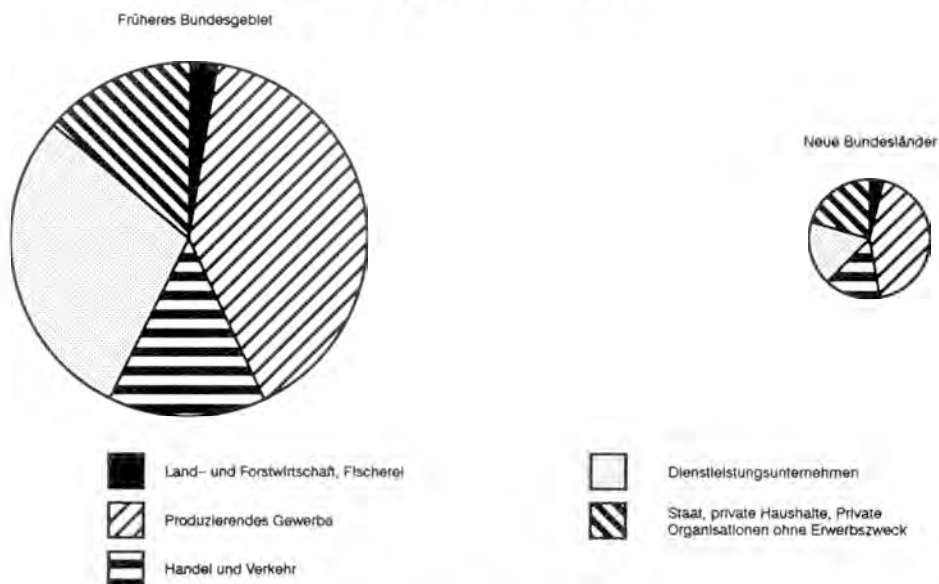 Früheres Bundesgebiet
Neue Bundesländer
Land- und Forstwirtschaft, Fischerei
Produzierendes Gewerbe
Handel und Verkehr
Dienstleistungsunternehmen
Staat, private Haushalte, Private
Organisationen ohne Erwerbszweck